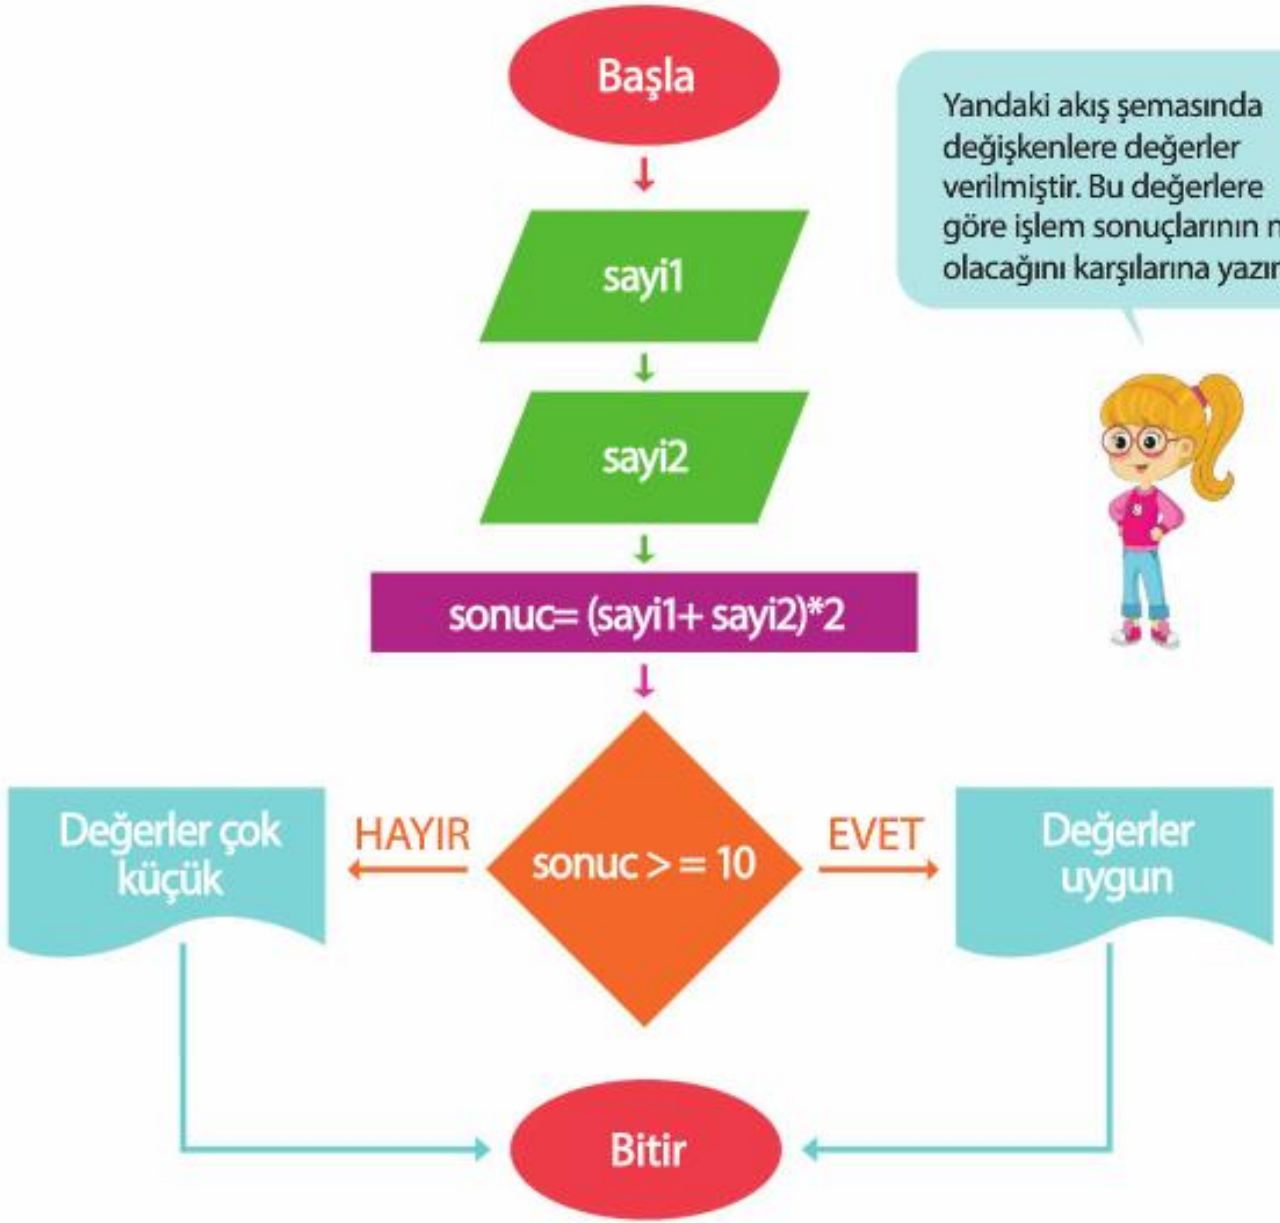 Başla
Yandaki akış şemasında
değişkenlere değerler
verilmiştir. Bu değerlere
göre işlem sonuçlarının
olacağını karşılarına
sayi1
sayi2
8
sonuc= (sayi1+ sayi2)*2
Değerler çok
küçük
HAYIR
sonuc > = 10
EVET
Değerler
uygun
Bitir